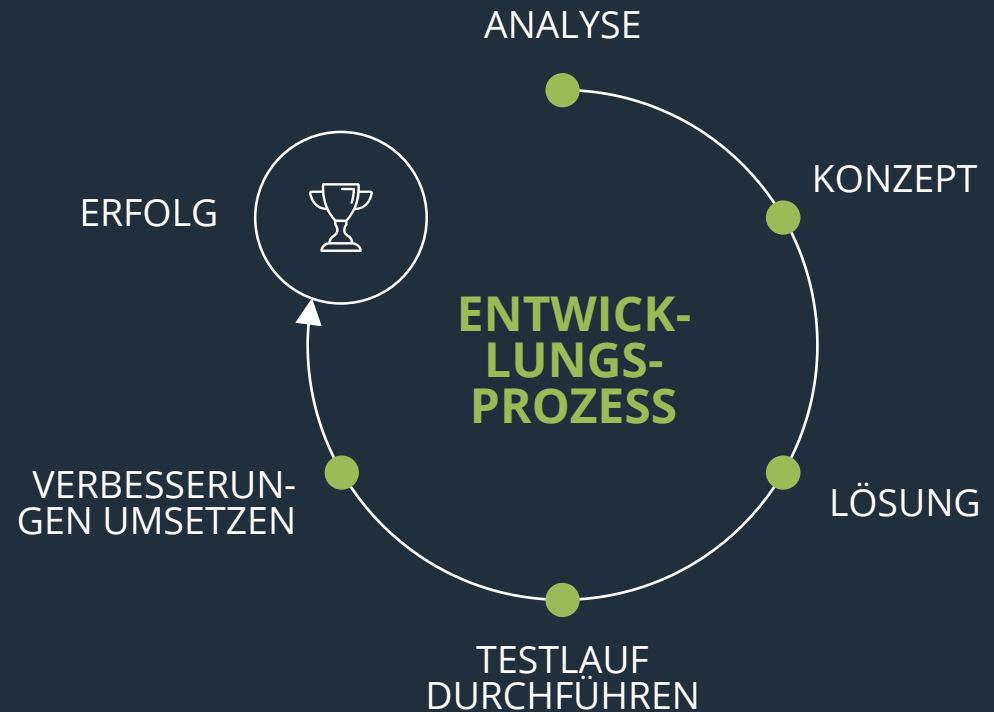 ANALYSE
KONZEPT
ERFOLG
ENTWICK-
LUNGS-
PROZESS
VERBESSERUN-
GEN UMSETZEN
LÖSUNG
TESTLAUF
DURCHFÜHREN